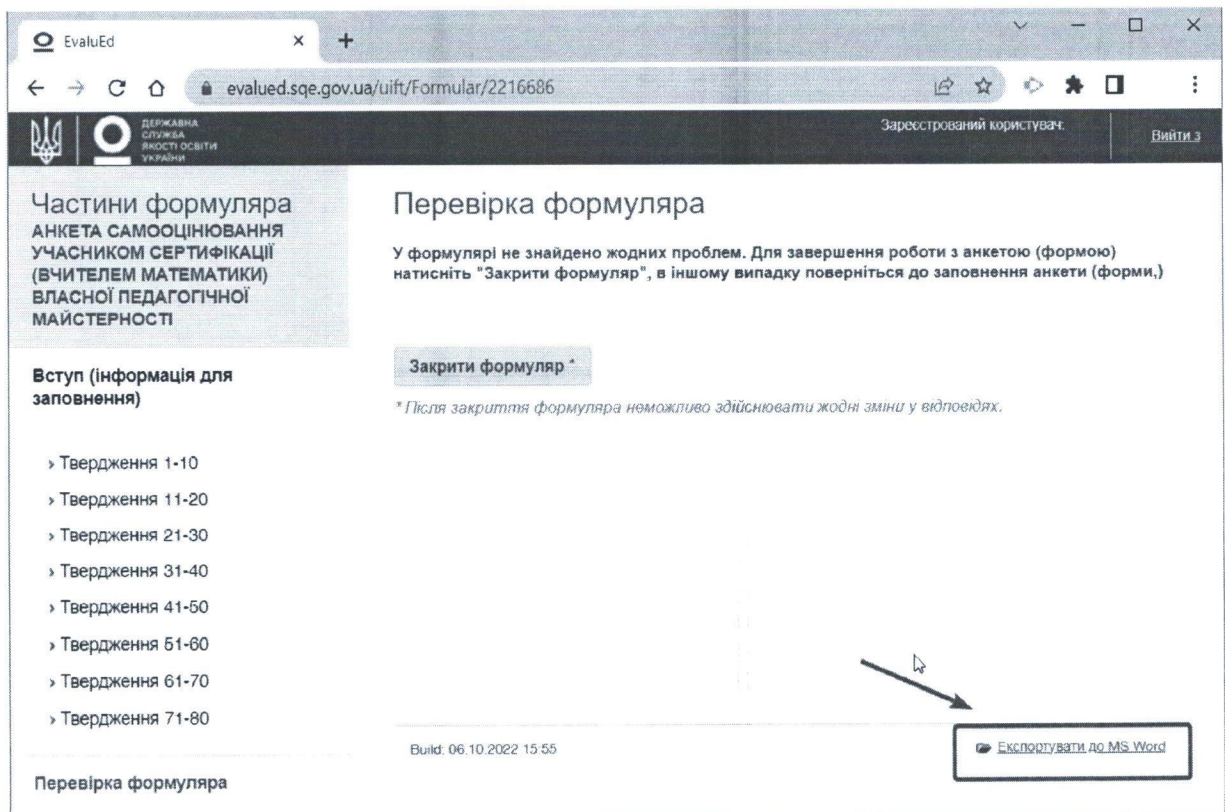 EvaluEd
evalued.sqe.gov.ua/uift/Formular/2216686
ДЕРЖАВНА
СЛУЖБА
ЯКОСТІ ОСВІТИ
УКРАЇНИ
Зареєстрований користувач:
Вийти з
Частини формуляра
АНКЕТА САМООЦІНЮВАННЯ
УЧАСНИКОМ СЕРТИФІКАЦІЇ
(ВЧИТЕЛЕМ МАТЕМАТИКИ)
ВЛАСНОЇ ПЕДАГОГІЧНОЇ
МАЙСТЕРНОСТІ
Вступ (інформація для
заповнення)
› Твердження 1-10
› Твердження 11-20
› Твердження 21-30
› Твердження 31-40
› Твердження 41-50
› Твердження 51-60
› Твердження 61-70
› Твердження 71-80
Перевірка формуляра
Перевірка формуляра
У формулярі не знайдено жодних проблем. Для завершення роботи з анкетою (формою)
натисніть "Закрити формуляр", в іншому випадку поверніться до заповнення анкети (форми,)
Закрити формуляр *
* Після закриття формуляра неможливо здійснювати жодні зміни у відповідях.
Build: 06.10.2022 15:55
Експортувати до MS Word